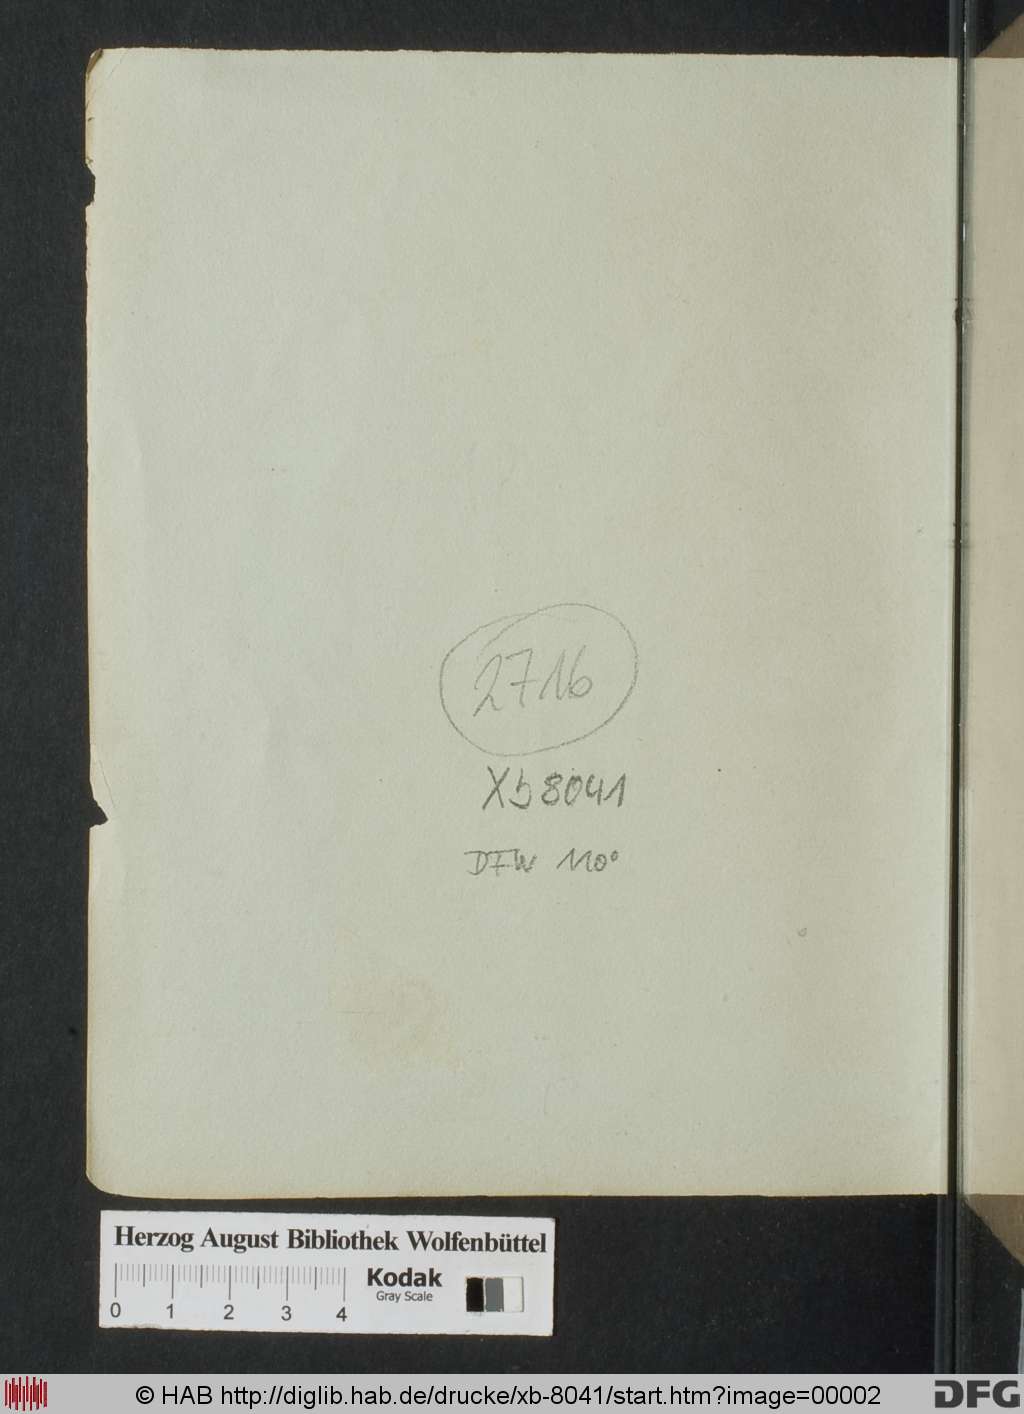 2716
Xb 8041
DFW 110°
Herzog August Bibliothek Wolfenbüttel
Kodak
Gray Scale
0 1 2 3 4
© HAB http://diglib.hab.de/drucke/xb-8041/start.htm?image=00002
DFG